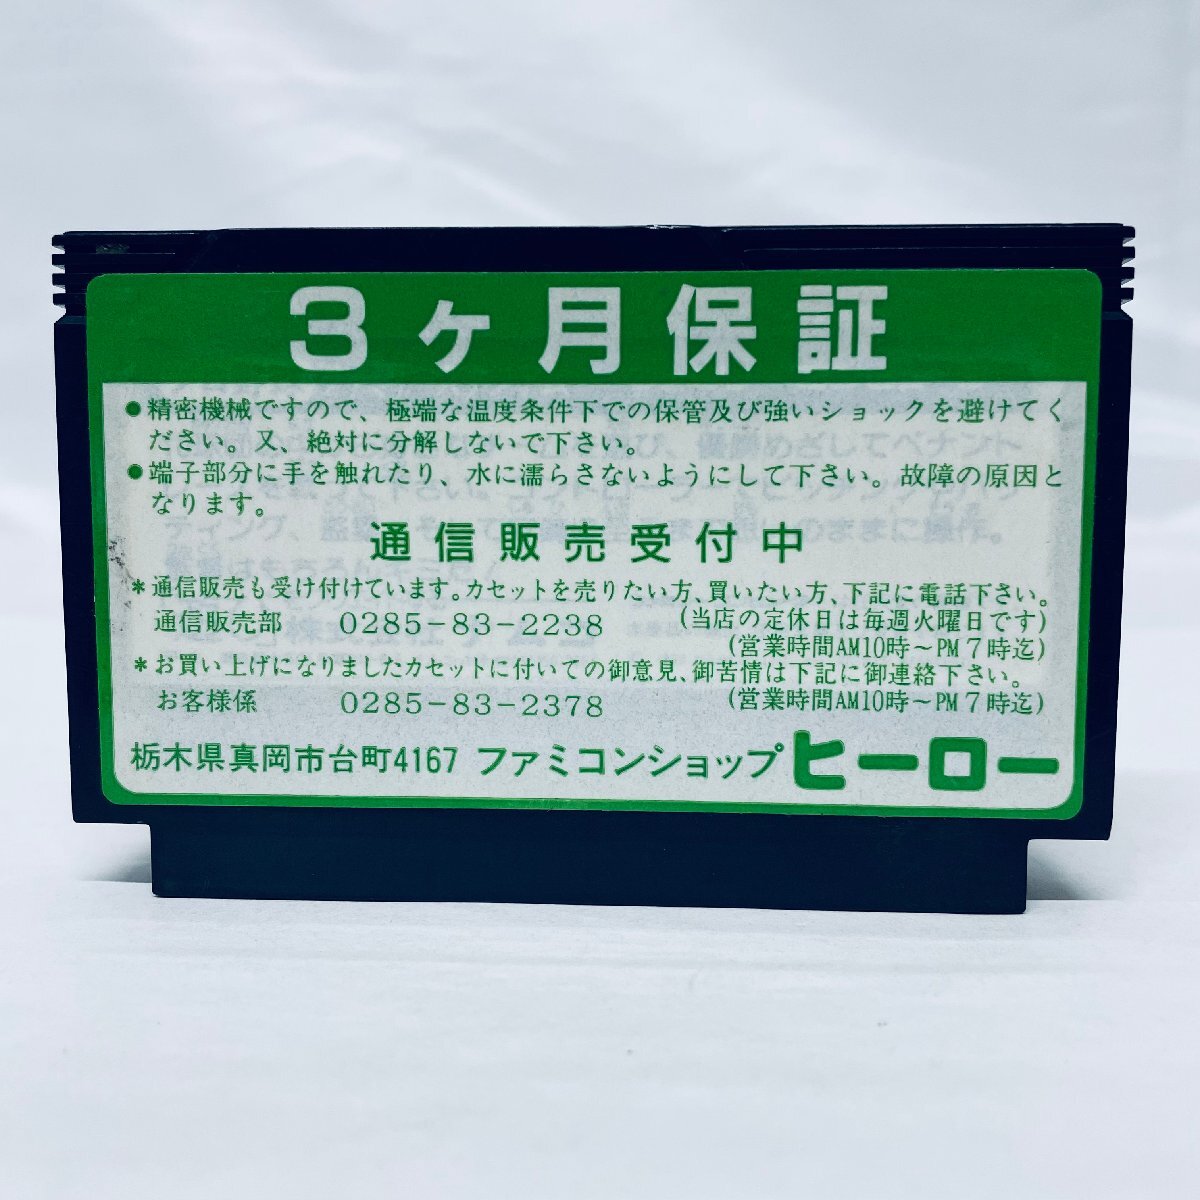 3ヶ月保証
●精密機械ですので、極端な温度条件下での保管及び強いショックを避けてく
ださい。又、絶対に分解しないで下さい。
●端子部分に手を触れたり、水に濡らさないようにして下さい。故障の原因と
なります。
通信販売受付中
*通信販売も受け付けています。カセットを売りたい方、買いたい方、下記に電話下さい。
通信販売部 0285-83-2238 (当店の定休日は毎週火曜日です)
(営業時間AM10時～PM7時迄)
*お買い上げになりましたカセットに付いての御意見、御苦情は下記に御連絡下さい。
お客様係 0285-83-2378 (営業時間AM10時～PM7時迄)
栃木県真岡市台町4167 ファミコンショップ ヒーロー